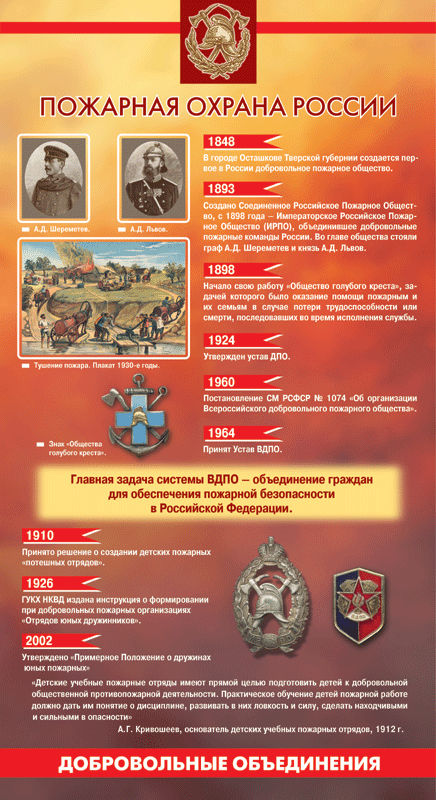 ПОЖАРНАЯ ОХРАНА РОССИИ
А.Д. Шереметев.
А.Д. Львов.
Тушение пожара. Плакат 1930-е годы.
Знак «Общества
голубого креста».
1848
В городе Осташкове Тверской губернии создается пер-
вое в России добровольное пожарное общество.
1893
Создано Соединенное Российское Пожарное Общест-
во, с 1898 года – Императорское Российское Пожар-
ное Общество (ИРПО), объединившее добровольные
пожарные команды России. Во главе общества стояли
граф А.Д. Шереметев и князь А.Д. Львов.
1898
Начало свою работу «Общество голубого креста», за-
дачей которого было оказание помощи пожарным и
их семьям в случае потери трудоспособности или
смерти, последовавших во время исполнения службы.
1924
Утвержден устав ДПО.
1960
Постановление СМ РСФСР № 1074 «Об организации
Всероссийского добровольного пожарного общества».
1964
Принят Устав ВДПО.
Главная задача системы ВДПО – объединение граждан
для обеспечения пожарной безопасности
в Российской Федерации.
1910
Принято решение о создании детских пожарных
«потешных отрядов».
1926
ГУКХ НКВД издана инструкция о формировании
при добровольных пожарных организациях
«Отрядов юных дружинников».
2002
Утверждено «Примерное Положение о дружинах
юных пожарных»
«Детские учебные пожарные отряды имеют прямой целью подготовить детей к добровольной
общественной противопожарной деятельности. Практическое обучение детей пожарной работе
должно дать им понятие о дисциплине, развивать в них ловкость и силу, сделать находчивыми
и сильными в опасности»
А.Г. Кривошеев, основатель детских учебных пожарных отрядов, 1912 г.
ДОБРОВОЛЬНЫЕ ОБЪЕДИНЕНИЯ